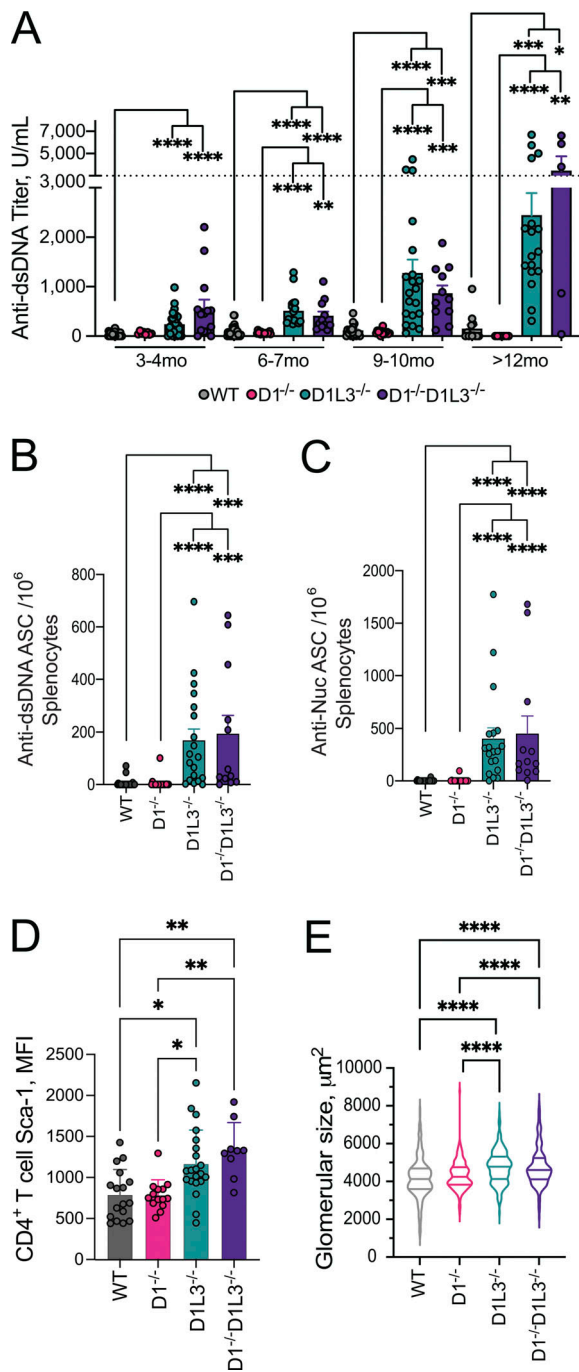 A
Anti-dsDNA Titer, U/mL
7,000
5,000
3,000
2,000
1,000
0
**** ****
**** ****
**** **
**** ***
**** ***
*** *
**** **
3-4mo 6-7mo 9-10mo >12mo
WT D1-/- D1L3-/- D1-/-D1L3-/-
B
Anti-dsDNA ASC /10⁶
Splenocytes
800
600
400
200
0
**** ***
**** ***
WT D1-/- D1L3-/- D1-/-D1L3-/-
C
Anti-Nuc ASC /10⁶
Splenocytes
2000
1500
1000
500
0
**** ****
**** ****
WT D1-/- D1L3-/- D1-/-D1L3-/-
D
CD4⁺ T cell Sca-1, MFI
2500
2000
1500
1000
500
0
**
**
*
*
WT D1-/- D1L3-/- D1-/-D1L3-/-
E
Glomerular size, µm²
10000
8000
6000
4000
2000
0
****
****
****
****
WT D1-/- D1L3-/- D1-/-D1L3-/-